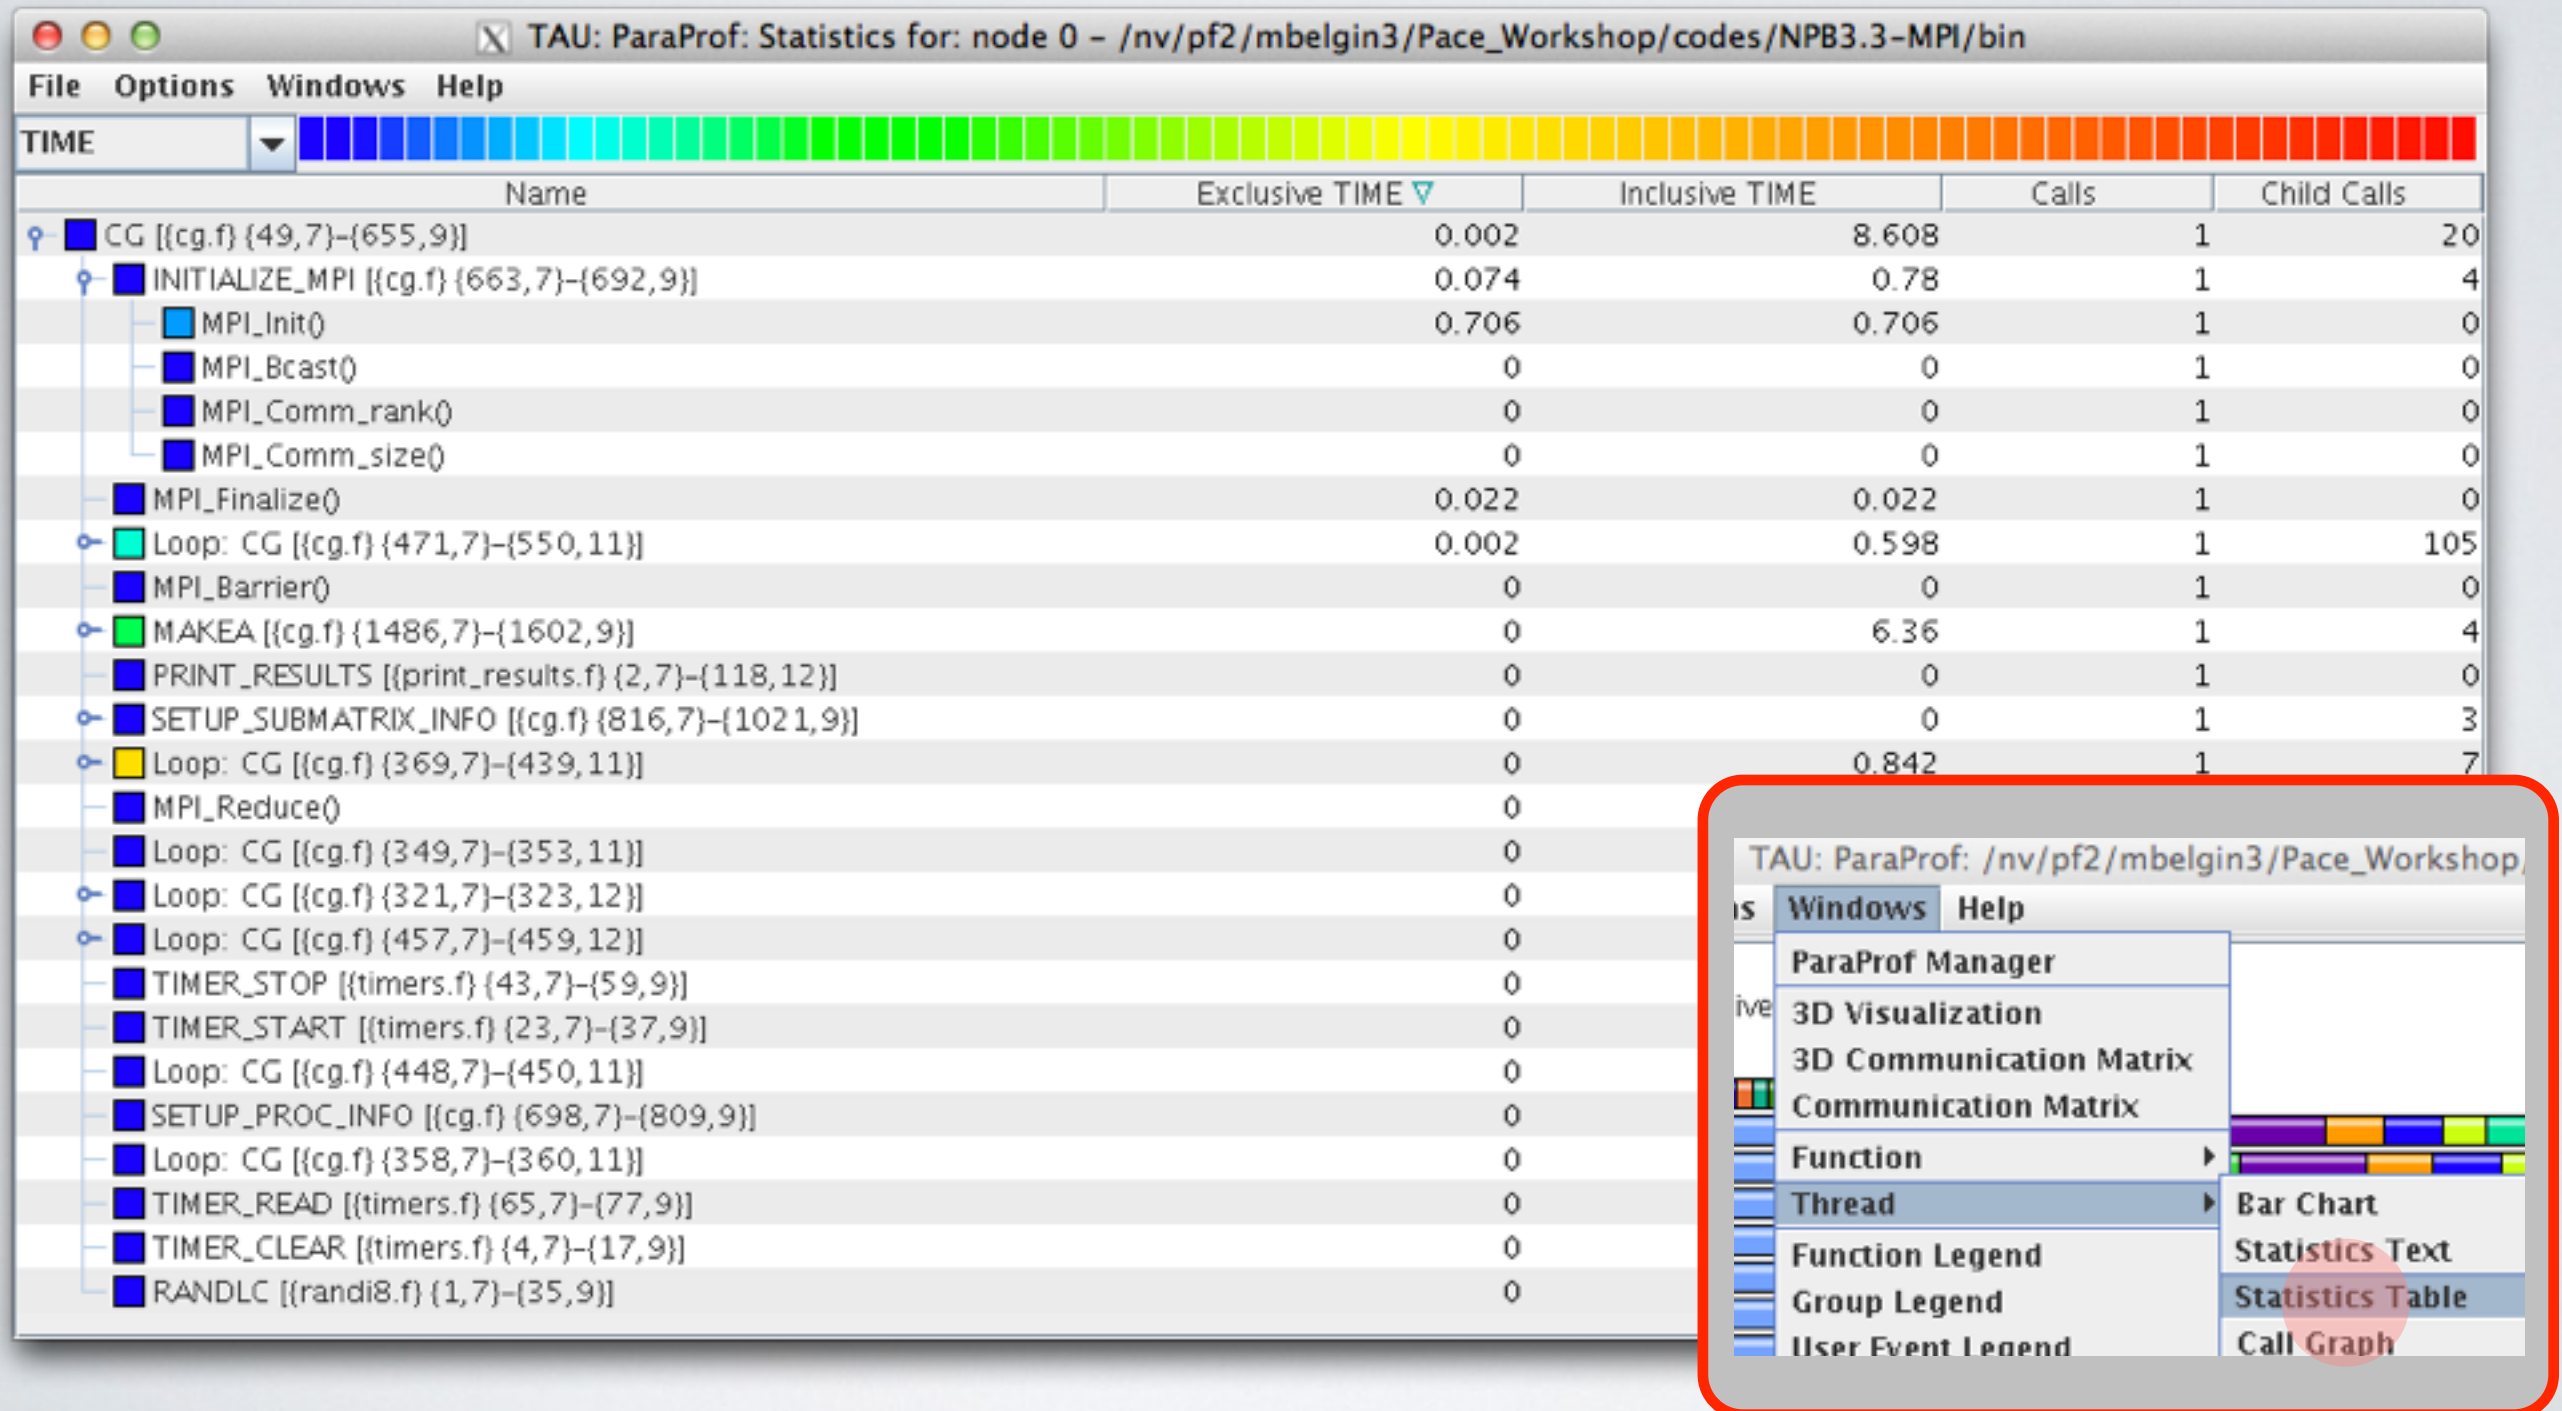 TAU: ParaProf: Statistics for: node 0 – /nv/pf2/mbelgin3/Pace_Workshop/codes/NPB3.3-MPI/bin
File Options Windows Help
TIME
Name Exclusive TIME Inclusive TIME Calls Child Calls
CG [{cg.f} {49,7}-{655,9}] 0.002 8.608 1 20
INITIALIZE_MPI [{cg.f} {663,7}-{692,9}] 0.074 0.78 1 4
MPI_Init() 0.706 0.706 1 0
MPI_Bcast() 0 0 1 0
MPI_Comm_rank() 0 0 1 0
MPI_Comm_size() 0 0 1 0
MPI_Finalize() 0.022 0.022 1 0
Loop: CG [{cg.f} {471,7}-{550,11}] 0.002 0.598 1 105
MPI_Barrier() 0 0 1 0
MAKEA [{cg.f} {1486,7}-{1602,9}] 0 6.36 1 4
PRINT_RESULTS [{print_results.f} {2,7}-{118,12}] 0 0 1 0
SETUP_SUBMATRIX_INFO [{cg.f} {816,7}-{1021,9}] 0 0 1 3
Loop: CG [{cg.f} {369,7}-{439,11}] 0 0.842 1 7
MPI_Reduce() 0
Loop: CG [{cg.f} {349,7}-{353,11}] 0
Loop: CG [{cg.f} {321,7}-{323,12}] 0
Loop: CG [{cg.f} {457,7}-{459,12}] 0
TIMER_STOP [{timers.f} {43,7}-{59,9}] 0
TIMER_START [{timers.f} {23,7}-{37,9}] 0
Loop: CG [{cg.f} {448,7}-{450,11}] 0
SETUP_PROC_INFO [{cg.f} {698,7}-{809,9}] 0
Loop: CG [{cg.f} {358,7}-{360,11}] 0
TIMER_READ [{timers.f} {65,7}-{77,9}] 0
TIMER_CLEAR [{timers.f} {4,7}-{17,9}] 0
RANDLC [{randi8.f} {1,7}-{35,9}] 0
TAU: ParaProf: /nv/pf2/mbelgin3/Pace_Workshop/
ns Windows Help
ParaProf Manager
ive
3D Visualization
3D Communication Matrix
Communication Matrix
Function
Thread
Bar Chart
Statistics Text
Function Legend
Statistics Table
Group Legend
Call Graph
User Event Legend